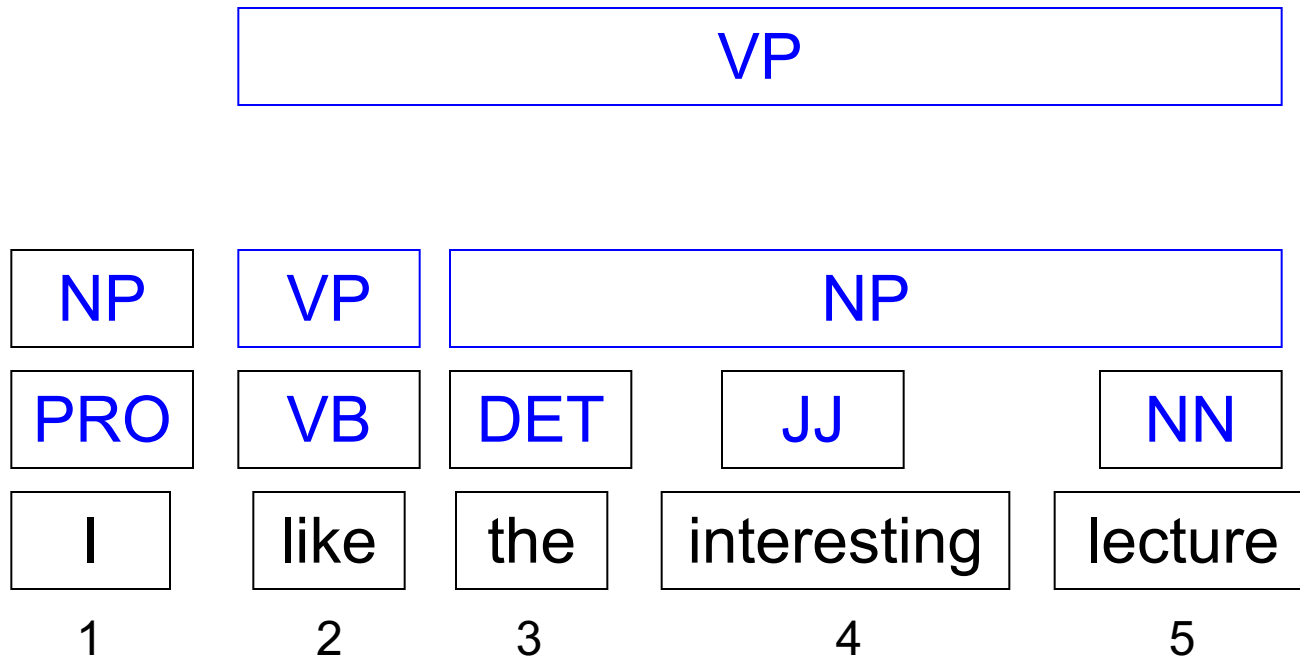 VP
NP VP NP
PRO VB DET JJ NN
I like the interesting lecture
1 2 3 4 5